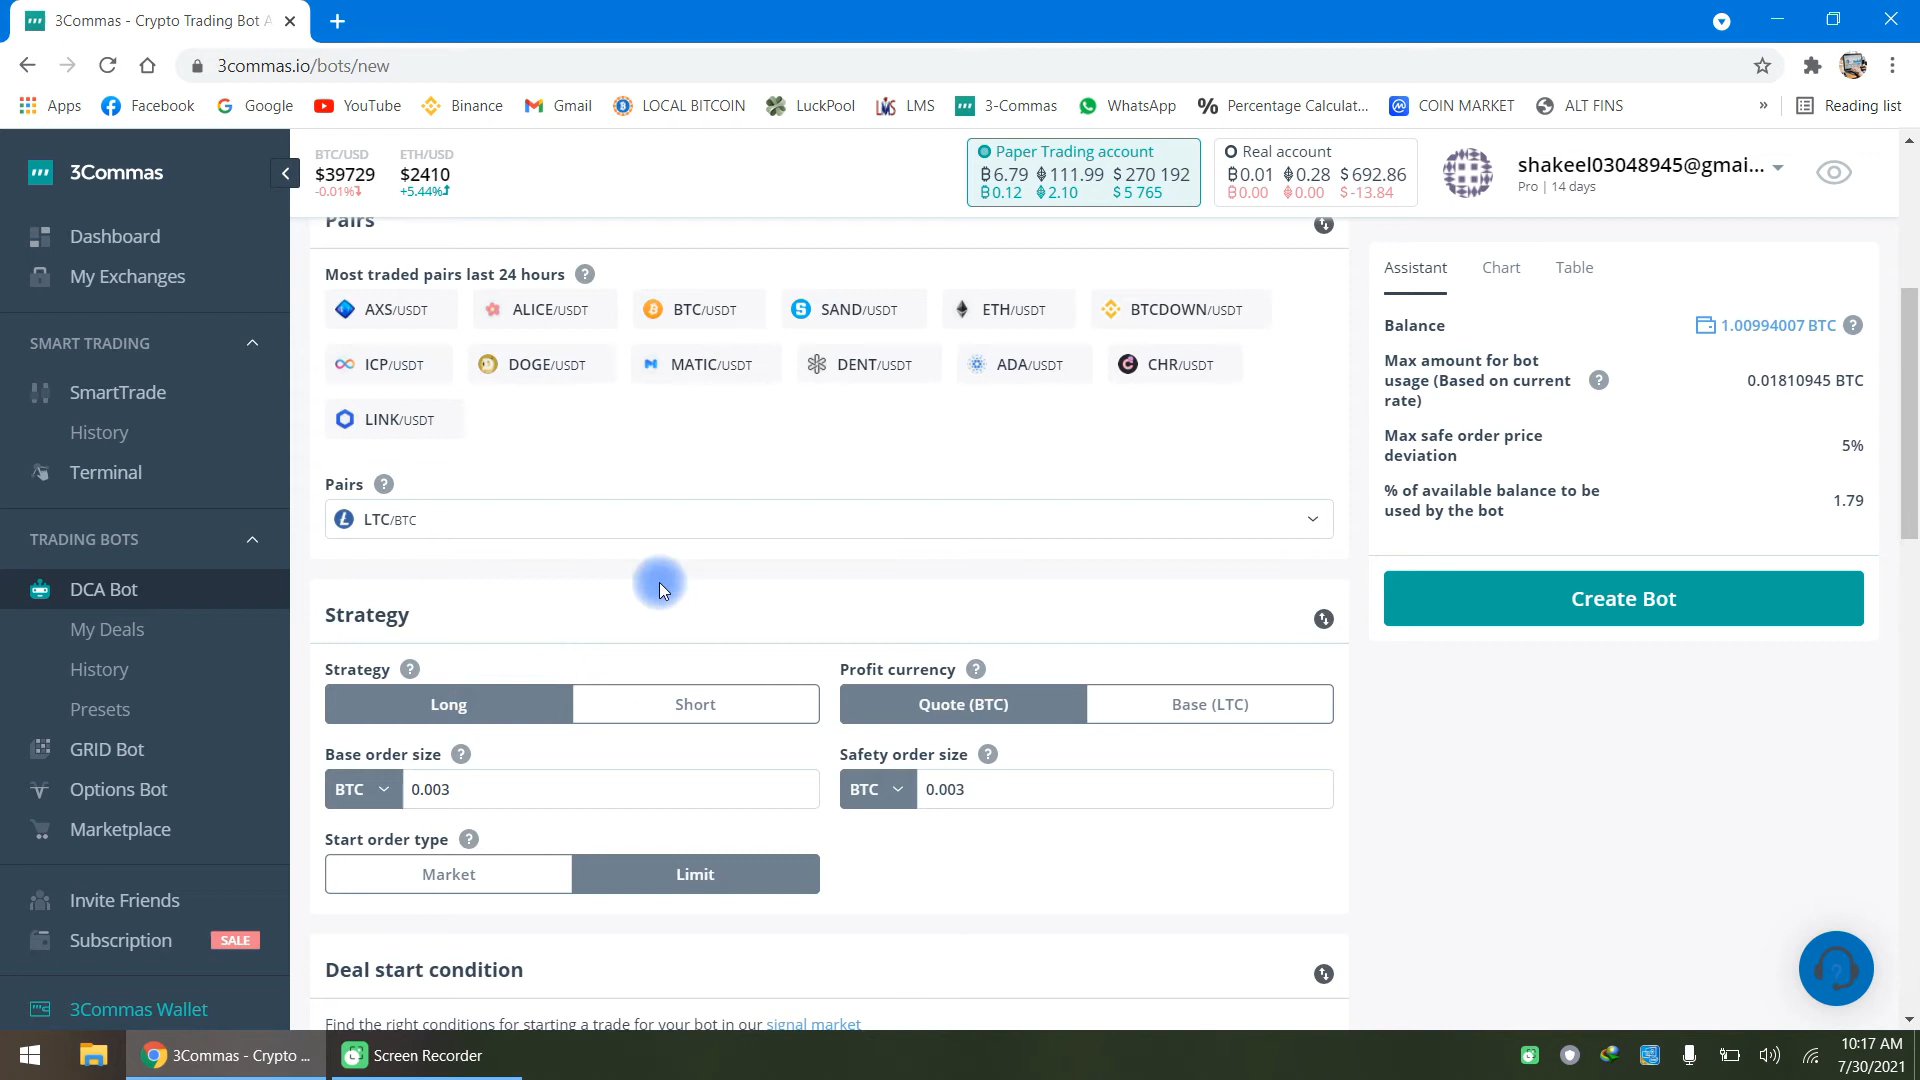 3Commas - Crypto Trading Bot A
3commas.io/bots/new
Apps Facebook Google YouTube Binance Gmail LOCAL BITCOIN LuckPool LMS 3-Commas WhatsApp Percentage Calculat... COIN MARKET ALT FINS » Reading list
3Commas
BTC/USD ETH/USD
$39729 $2410
-0.01% +5.44%
Paper Trading account
6.79 111.99 $ 270 192
0.12 2.10 $ 5 765
Real account
0.01 0.28 $ 692.86
0.00 0.00 $ -13.84
shakeel03048945@gmai...
Pro | 14 days
Dashboard
My Exchanges
SMART TRADING
SmartTrade
History
Terminal
TRADING BOTS
DCA Bot
My Deals
History
Presets
GRID Bot
Options Bot
Marketplace
Invite Friends
Subscription SALE
3Commas Wallet
Pairs
Most traded pairs last 24 hours ?
AXS/USDT ALICE/USDT BTC/USDT SAND/USDT ETH/USDT BTCDOWN/USDT
ICP/USDT DOGE/USDT MATIC/USDT DENT/USDT ADA/USDT CHR/USDT
LINK/USDT
Pairs ?
LTC/BTC
Strategy
Strategy ? Profit currency ?
Long Short Quote (BTC) Base (LTC)
Base order size ? Safety order size ?
BTC 0.003 BTC 0.003
Start order type ?
Market Limit
Deal start condition
Find the right conditions for starting a trade for your bot in our signal market
Assistant Chart Table
Balance 1.00994007 BTC ?
Max amount for bot
usage (Based on current ? 0.01810945 BTC
rate)
Max safe order price
deviation 5%
% of available balance to be
used by the bot 1.79
Create Bot
3Commas - Crypto ...
Screen Recorder
10:17 AM
7/30/2021